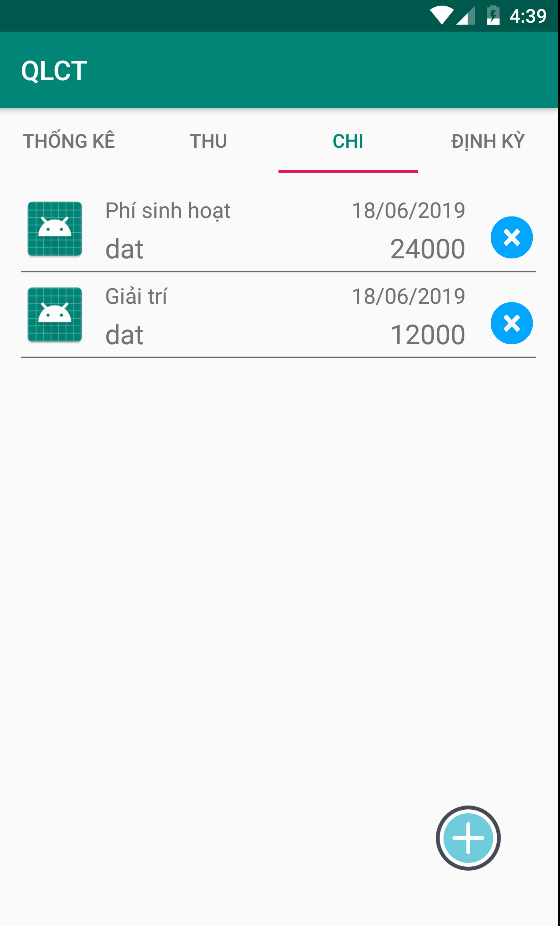 4:39
QLCT
THỐNG KÊ THU CHI ĐỊNH KỲ
Phí sinh hoạt 18/06/2019
dat 24000
Giải trí 18/06/2019
dat 12000